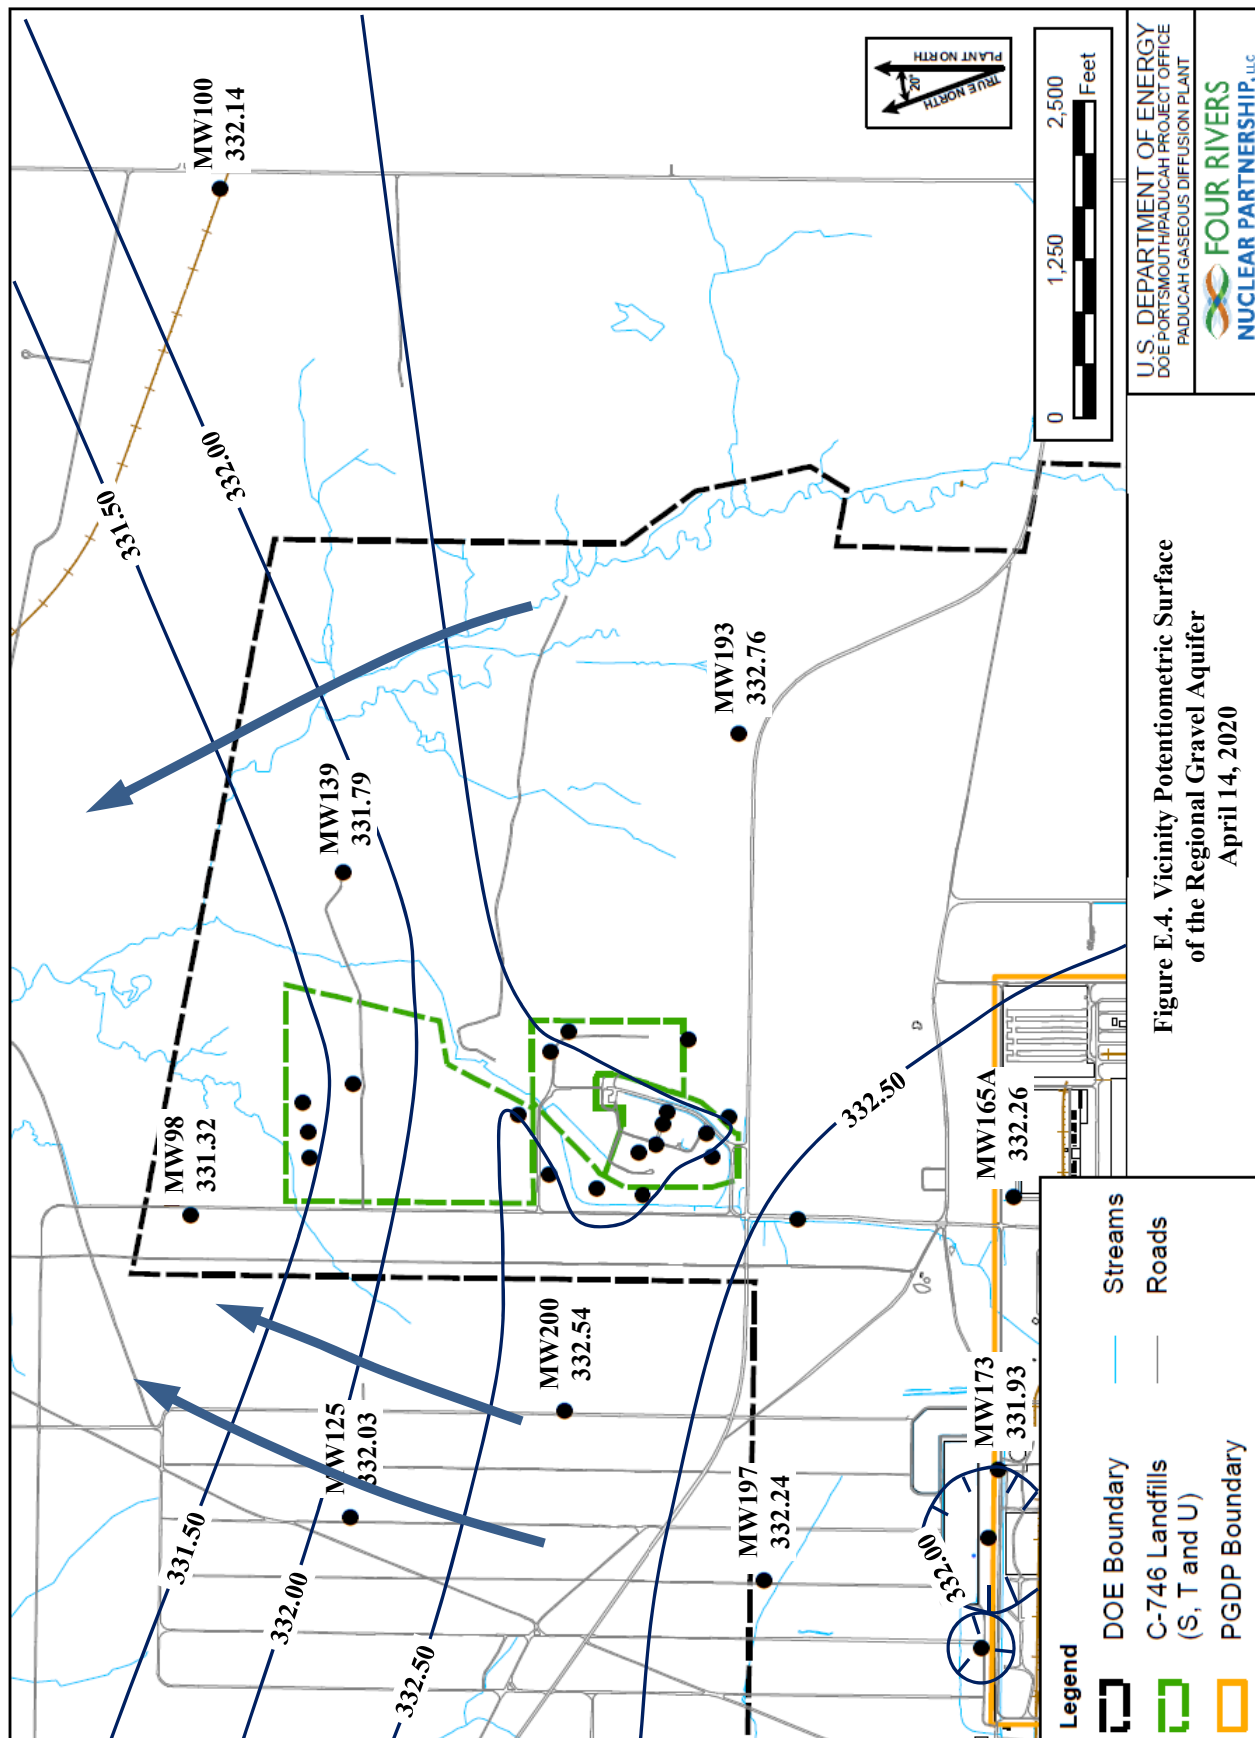 MW100
332.14
331.50
332.00
MW139
331.79
MW98
331.32
MW193
332.76
MW125
332.03
MW200
332.54
331.50
332.00
332.50
332.50
MW165A
332.26
MW197
332.24
MW173
331.93
332.00
TRUE NORTH
20°
PLANT NORTH
0 1,250 2,500
Feet
Legend
DOE Boundary
C-746 Landfills
(S, T and U)
PGDP Boundary
Streams
Roads
Figure E.4. Vicinity Potentiometric Surface
of the Regional Gravel Aquifer
April 14, 2020
U.S. DEPARTMENT OF ENERGY
DOE PORTSMOUTH/PADUCAH PROJECT OFFICE
PADUCAH GASEOUS DIFFUSION PLANT
FOUR RIVERS
NUCLEAR PARTNERSHIP, LLC